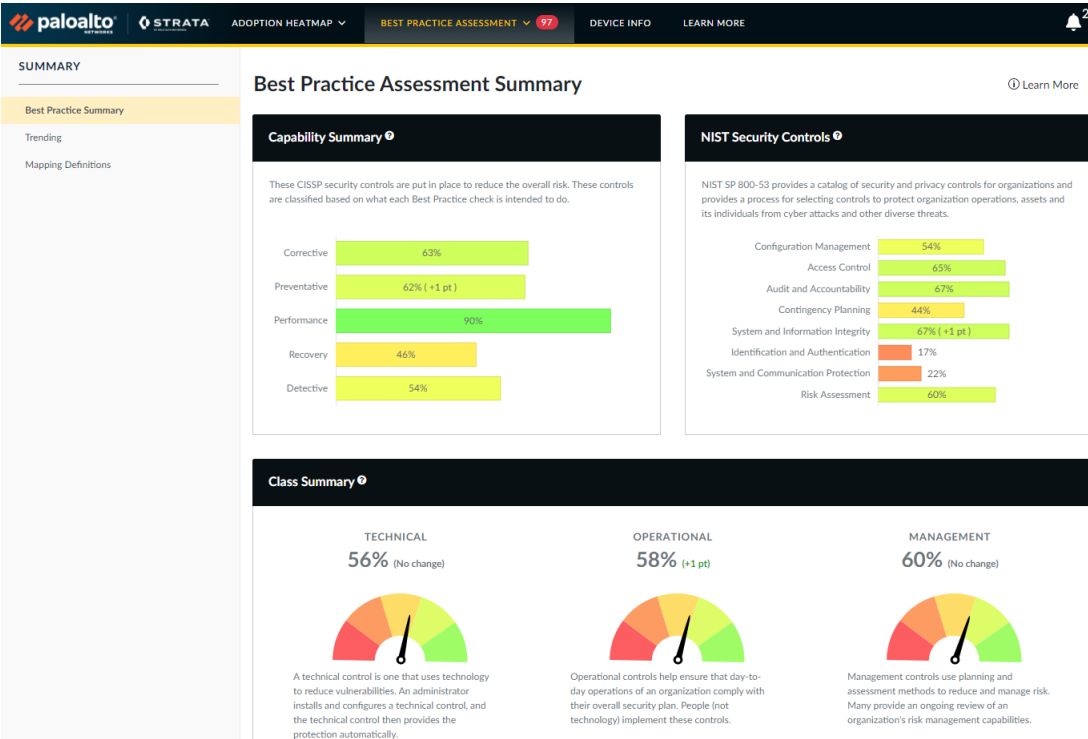 paloalto NETWORKS STRATA ADOPTION HEATMAP BEST PRACTICE ASSESSMENT 97 DEVICE INFO LEARN MORE 2
SUMMARY
Best Practice Summary
Trending
Mapping Definitions
Best Practice Assessment Summary
Learn More
Capability Summary
These CISSP security controls are put in place to reduce the overall risk. These controls
are classified based on what each Best Practice check is intended to do.
Corrective 63%
Preventative 62% ( +1 pt )
Performance 90%
Recovery 46%
Detective 54%
NIST Security Controls
NIST SP 800-53 provides a catalog of security and privacy controls for organizations and
provides a process for selecting controls to protect organization operations, assets and
its individuals from cyber attacks and other diverse threats.
Configuration Management 54%
Access Control 65%
Audit and Accountability 67%
Contingency Planning 44%
System and Information Integrity 67% ( +1 pt )
Identification and Authentication 17%
System and Communication Protection 22%
Risk Assessment 60%
Class Summary
TECHNICAL
56% (No change)
A technical control is one that uses technology
to reduce vulnerabilities. An administrator
installs and configures a technical control, and
the technical control then provides the
protection automatically.
OPERATIONAL
58% (+1 pt)
Operational controls help ensure that day-to-
day operations of an organization comply with
their overall security plan. People (not
technology) implement these controls.
MANAGEMENT
60% (No change)
Management controls use planning and
assessment methods to reduce and manage risk.
Many provide an ongoing review of an
organization's risk management capabilities.